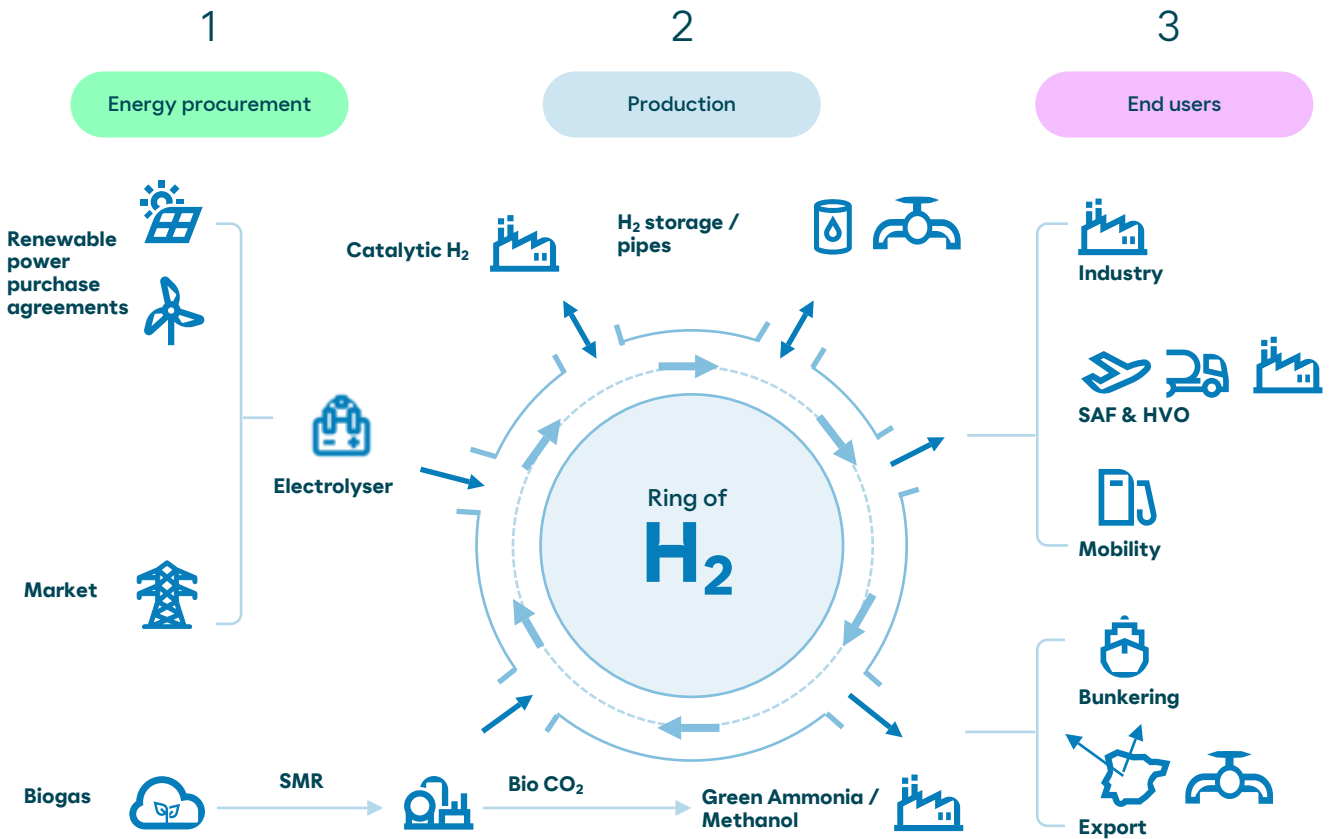 1
2
3
Energy procurement
Production
End users
Renewable
power
purchase
agreements
Catalytic H₂
H₂ storage /
pipes
Industry
SAF & HVO
Electrolyser
Ring of
H₂
Mobility
Market
Bunkering
Biogas
SMR
Bio CO₂
Green Ammonia /
Methanol
Export